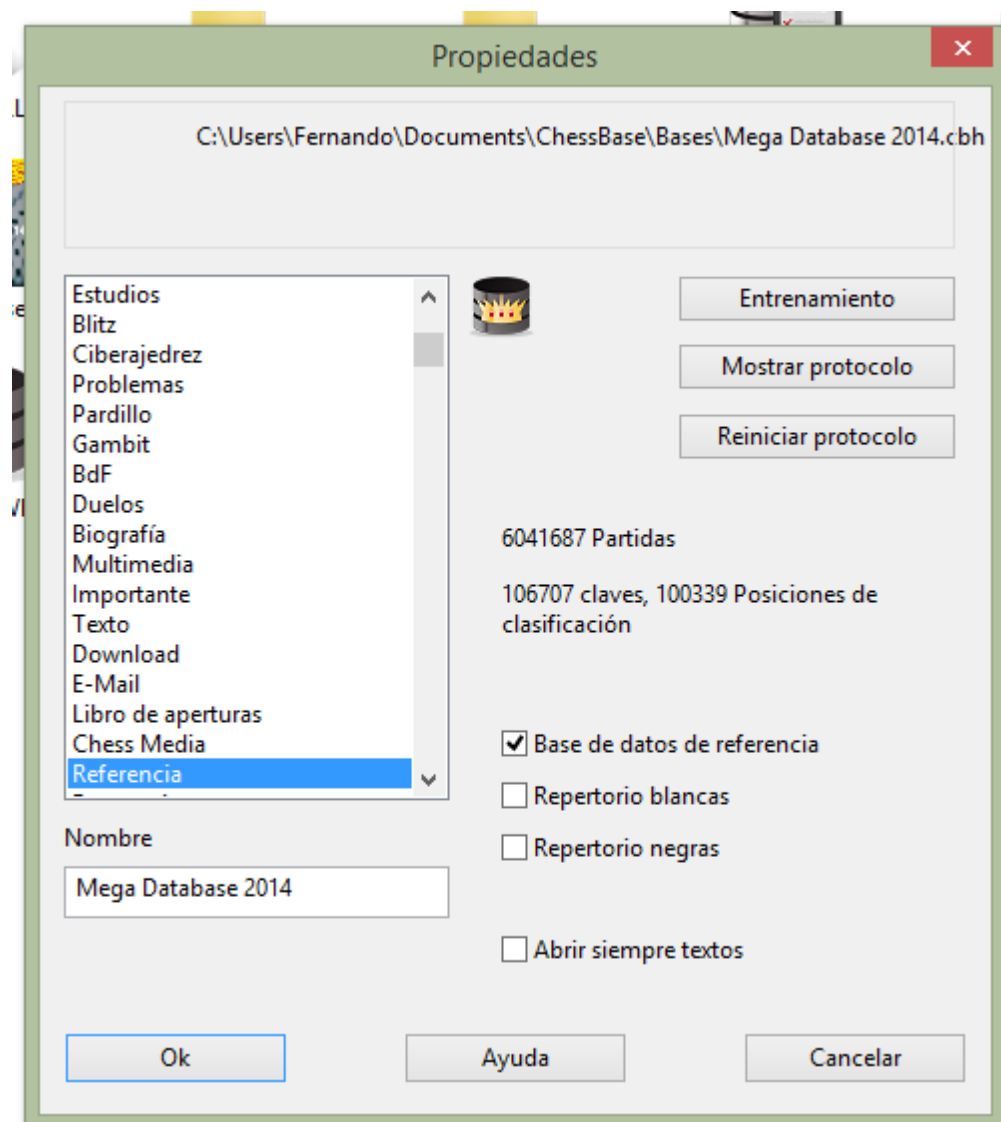 Propiedades
C:\Users\Fernando\Documents\ChessBase\Bases\Mega Database 2014.cbh
Estudios
Blitz
Ciberajedrez
Problemas
Pardillo
Gambit
BdF
Duelos
Biografía
Multimedia
Importante
Texto
Download
E-Mail
Libro de aperturas
Chess Media
Referencia
Entrenamiento
Mostrar protocolo
Reiniciar protocolo
6041687 Partidas
106707 claves, 100339 Posiciones de
clasificación
Base de datos de referencia
Repertorio blancas
Repertorio negras
Nombre
Mega Database 2014
Abrir siempre textos
Ok
Ayuda
Cancelar